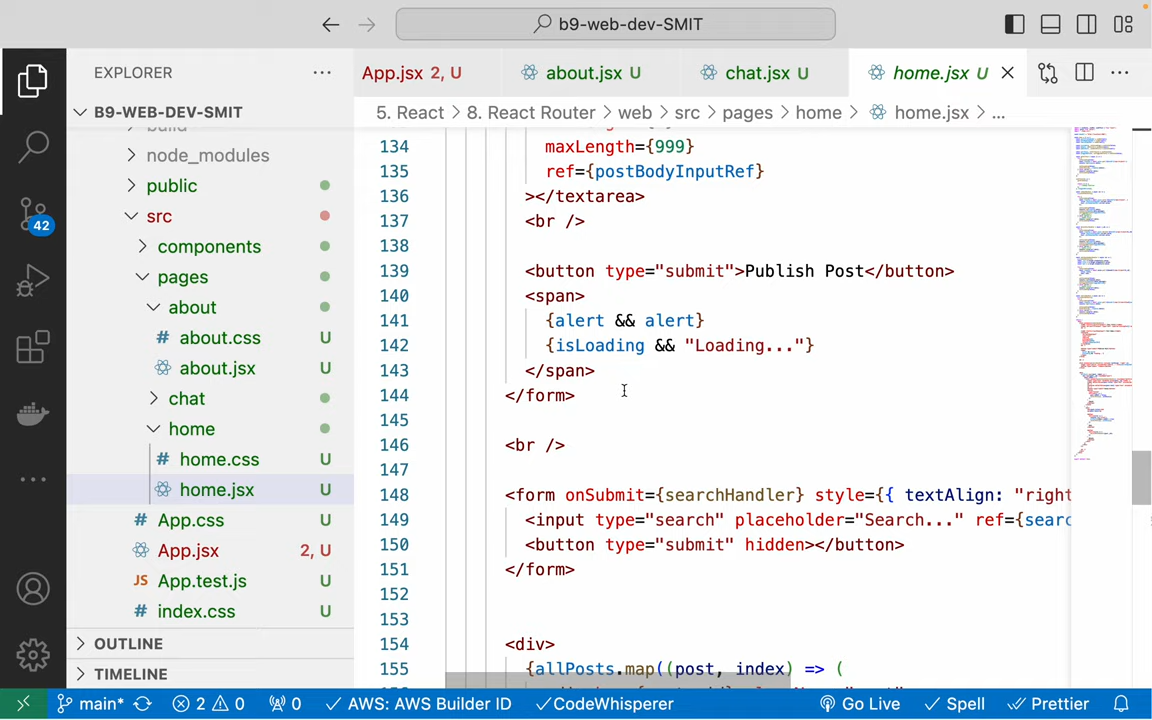 b9-web-dev-SMIT
EXPLORER
B9-WEB-DEV-SMIT
build
node_modules
public
src
components
pages
about
about.css U
about.jsx U
chat
home
home.css U
home.jsx U
App.css U
App.jsx 2, U
JS App.test.js U
index.css U
OUTLINE
TIMELINE
42
App.jsx 2, U about.jsx U chat.jsx U home.jsx U
5. React > 8. React Router > web > src > pages > home > home.jsx > ...
134 maxLength={999}
135 ref={postBodyInputRef}
136 ></textarea>
137 <br />
138
139 <button type="submit">Publish Post</button>
140 <span>
141 {alert && alert}
142 {isLoading && "Loading..."}
143 </span>
144 </form>
145
146 <br />
147
148 <form onSubmit={searchHandler} style={{ textAlign: "right
149 <input type="search" placeholder="Search..." ref={searc
150 <button type="submit" hidden></button>
151 </form>
152
153
154 <div>
155 {allPosts.map((post, index) => (
main* 2 0 0 AWS: AWS Builder ID CodeWhisperer Go Live Spell Prettier